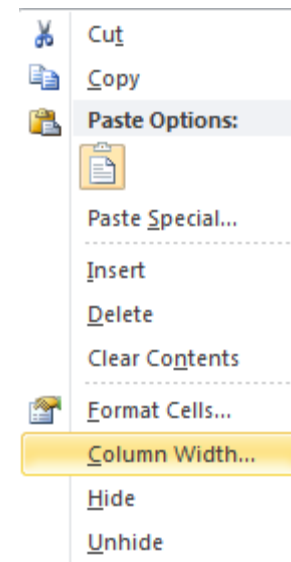 Cut
Copy
Paste Options:
Paste Special...
Insert
Delete
Clear Contents
Format Cells...
Column Width...
Hide
Unhide